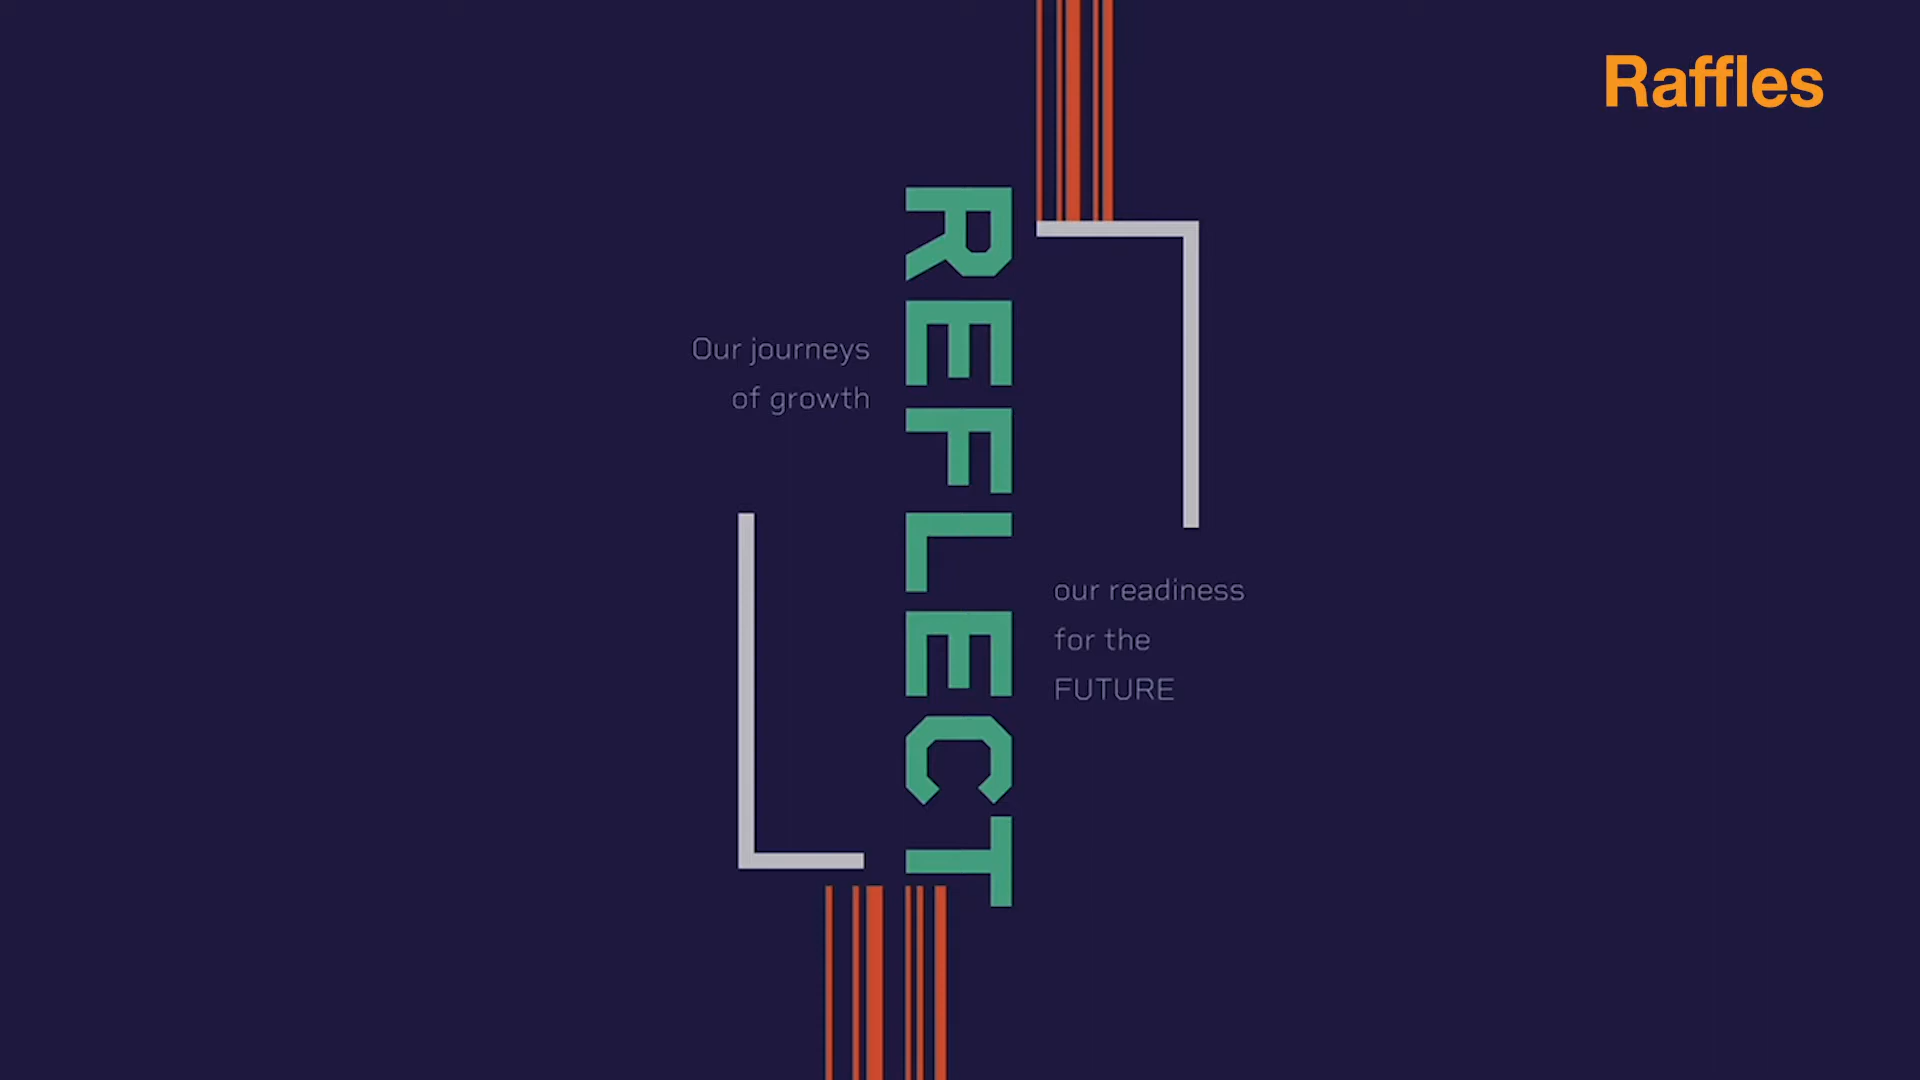 Raffles
Our journeys
of growth
REFLECT
our readiness
for the
FUTURE